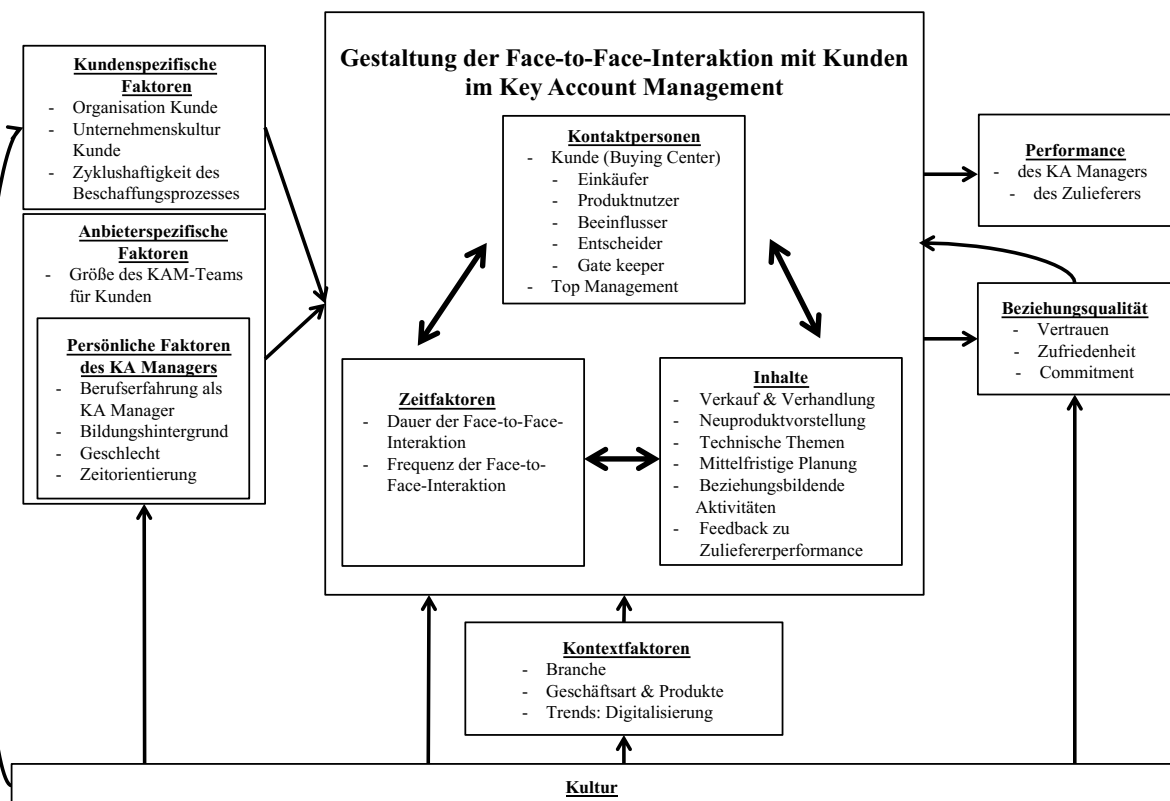 Gestaltung der Face-to-Face-Interaktion mit Kunden
im Key Account Management
Kundenspezifische
Faktoren
- Organisation Kunde
- Unternehmenskultur
Kunde
- Zyklushaftigkeit des
Beschaffungsprozesses
Anbieterspezifische
Faktoren
- Größe des KAM-Teams
für Kunden
Persönliche Faktoren
des KA Managers
- Berufserfahrung als
KA Manager
- Bildungshintergrund
- Geschlecht
- Zeitorientierung
Kontaktpersonen
- Kunde (Buying Center)
- Einkäufer
- Produktnutzer
- Beeinflusser
- Entscheider
- Gate keeper
- Top Management
Zeitfaktoren
- Dauer der Face-to-Face-
Interaktion
- Frequenz der Face-to-
Face-Interaktion
Inhalte
- Verkauf & Verhandlung
- Neuproduktvorstellung
- Technische Themen
- Mittelfristige Planung
- Beziehungsbildende
Aktivitäten
- Feedback zu
Zuliefererperformance
Performance
- des KA Managers
- des Zulieferers
Beziehungsqualität
- Vertrauen
- Zufriedenheit
- Commitment
Kontextfaktoren
- Branche
- Geschäftsart & Produkte
- Trends: Digitalisierung
Kultur